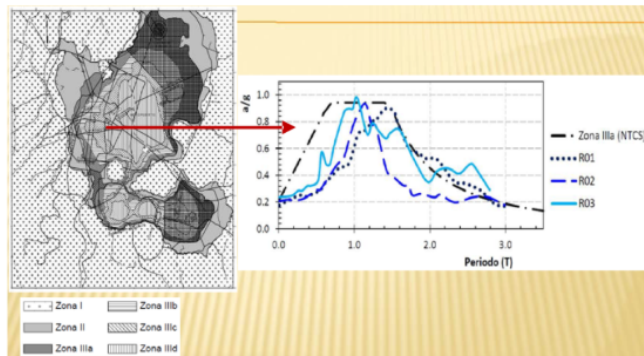 a/g
1.0
0.8
0.6
0.4
0.2
0.0
0.0
1.0
2.0
3.0
Periodo (T)
Zona IIIa (NTCS)
R01
R02
R03
Zona I
Zona II
Zona IIIa
Zona IIIb
Zona IIIc
Zona IIId